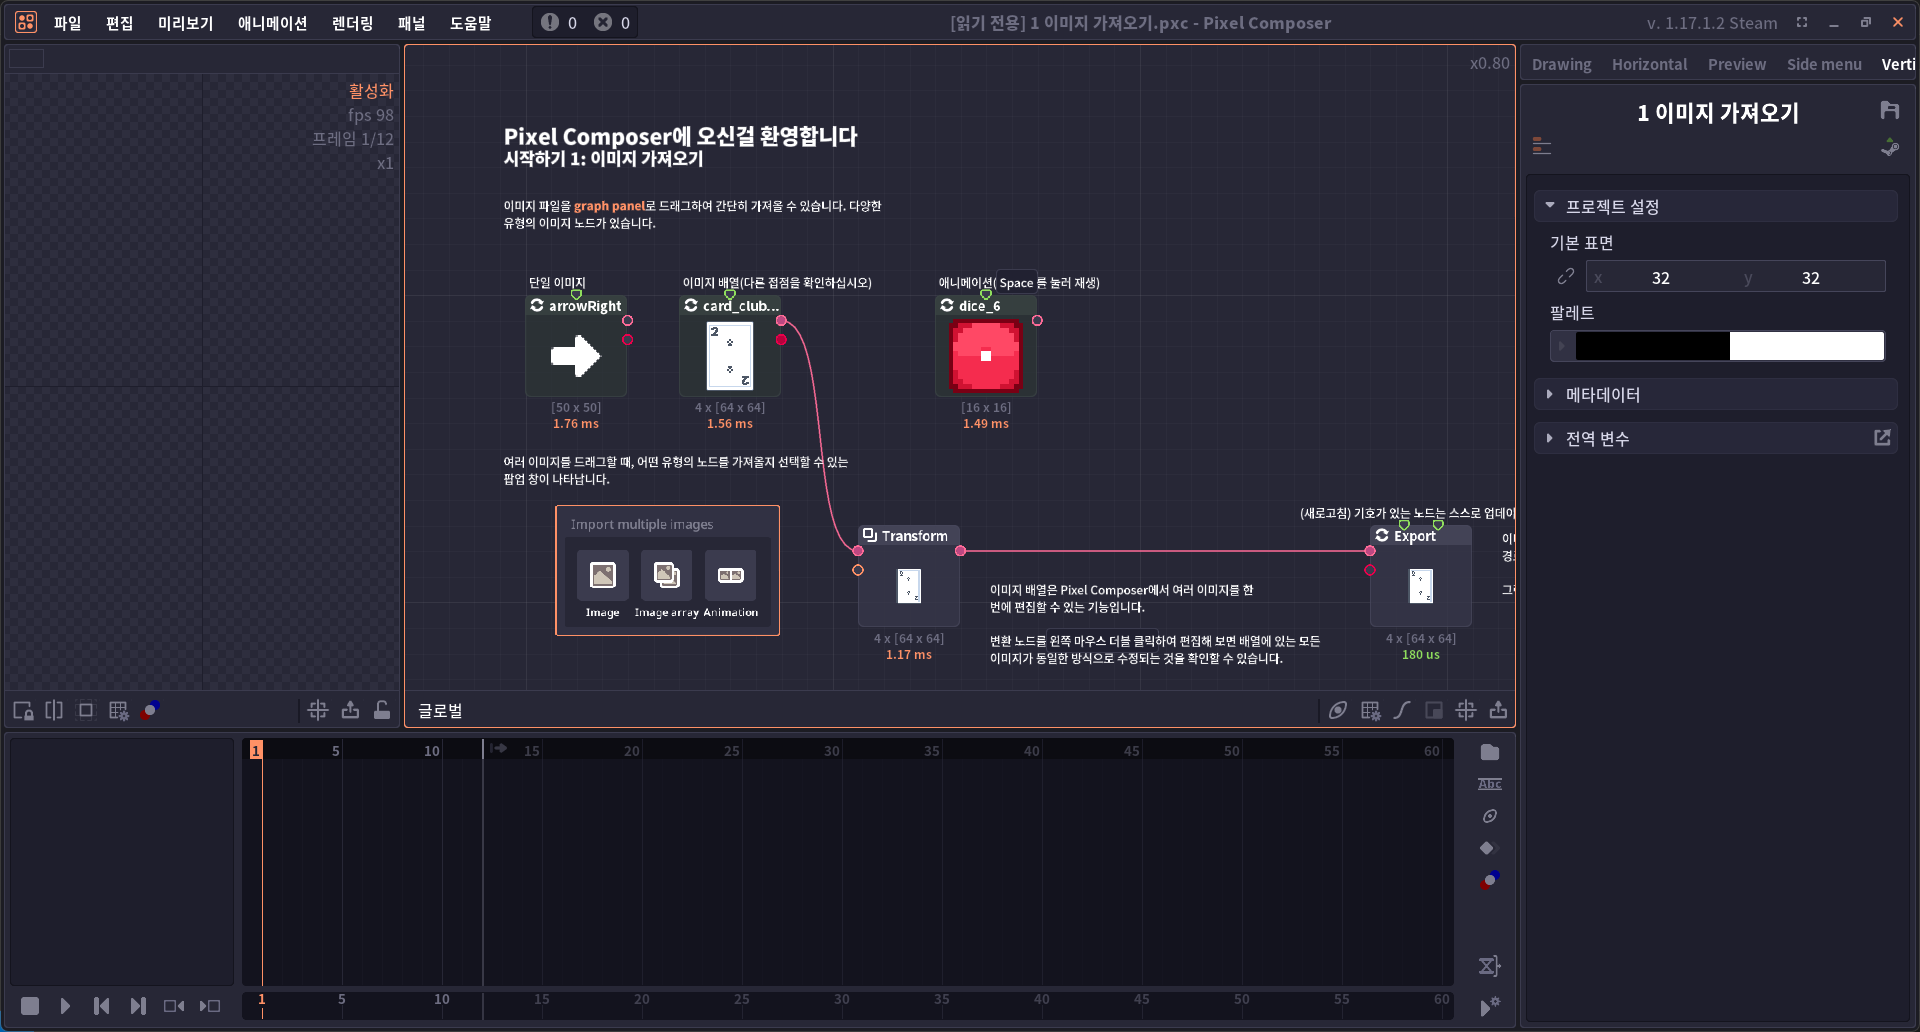 파일 편집 미리보기 애니메이션 렌더링 패널 도움말 0 0 [읽기 전용] 1 이미지 가져오기.pxc - Pixel Composer v. 1.17.1.2 Steam
활성화
fps 98
프레임 1/12
x1
x0.80
Pixel Composer에 오신걸 환영합니다
시작하기 1: 이미지 가져오기
이미지 파일을 graph panel로 드래그하여 간단히 가져올 수 있습니다. 다양한
유형의 이미지 노드가 있습니다.
단일 이미지
arrowRight
[50 x 50]
1.76 ms
이미지 배열(다른 접점을 확인하십시오)
card_club...
4 x [64 x 64]
1.56 ms
애니메이션( Space 를 눌러 재생)
dice_6
[16 x 16]
1.49 ms
여러 이미지를 드래그할 때, 어떤 유형의 노드를 가져올지 선택할 수 있는
팝업 창이 나타납니다.
Import multiple images
Image Image array Animation
Transform
4 x [64 x 64]
1.17 ms
이미지 배열은 Pixel Composer에서 여러 이미지를 한
번에 편집할 수 있는 기능입니다.
변환 노드를 왼쪽 마우스 더블 클릭하여 편집해 보면 배열에 있는 모든
이미지가 동일한 방식으로 수정되는 것을 확인할 수 있습니다.
(새로고침) 기호가 있는 노드는 스스로 업데이
Export
4 x [64 x 64]
180 us
글로벌
Drawing Horizontal Preview Side menu Verti
1 이미지 가져오기
프로젝트 설정
기본 표면
x 32 y 32
팔레트
메타데이터
전역 변수
1 5 10 15 20 25 30 35 40 45 50 55 60
Abc
1 5 10 15 20 25 30 35 40 45 50 55 60